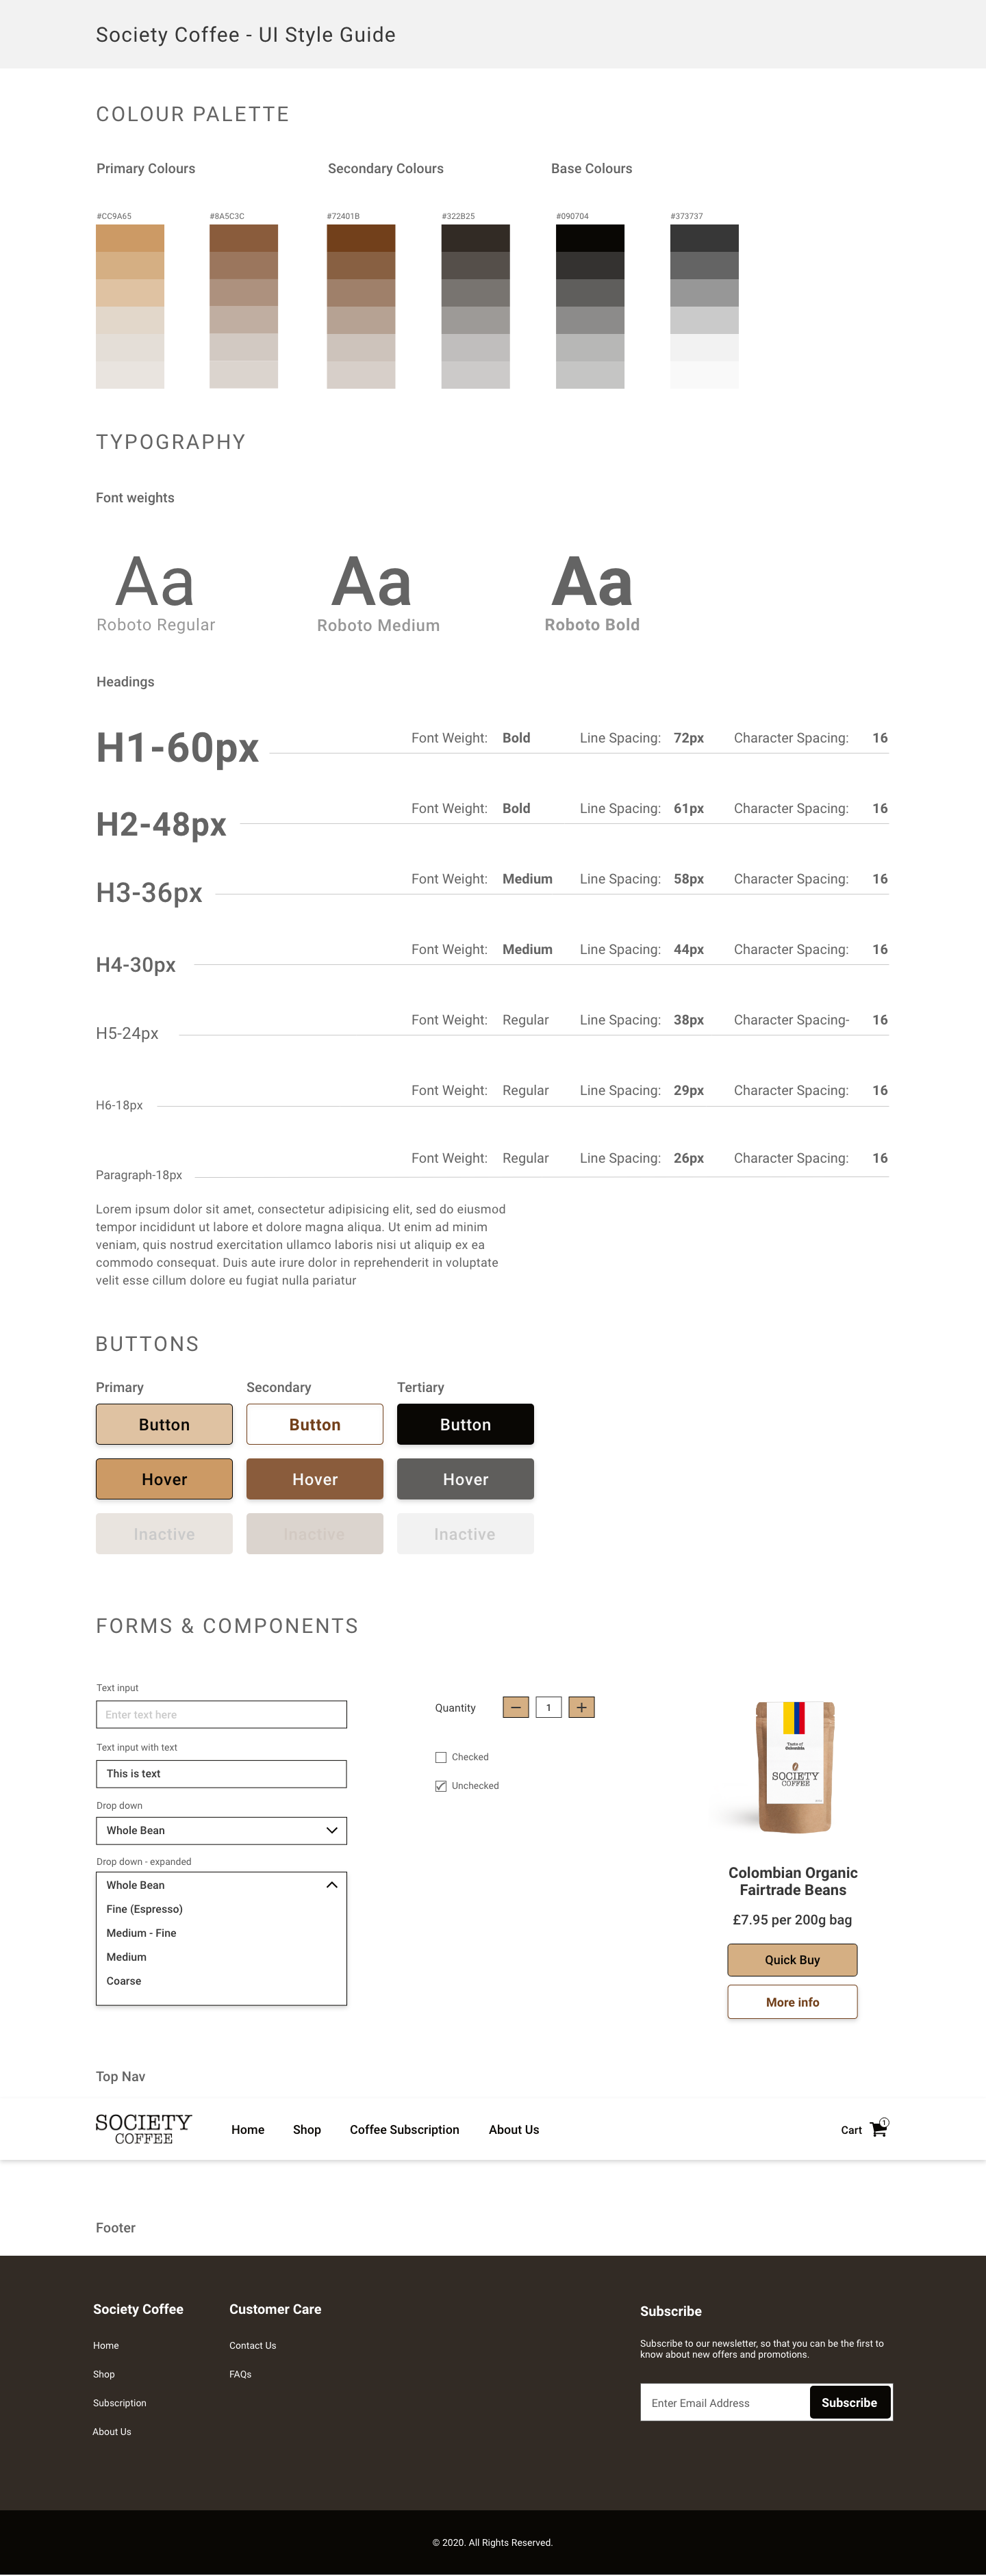 Society Coffee - UI Style Guide
COLOUR PALETTE
Primary Colours
Secondary Colours
Base Colours
#CC9A65
#8A5C3C
#72401B
#322B25
#090704
#373737
TYPOGRAPHY
Font weights
Aa
Aa
Aa
Roboto Regular
Roboto Medium
Roboto Bold
Headings
H1-60px
Font Weight: Bold Line Spacing: 72px Character Spacing: 16
H2-48px
Font Weight: Bold Line Spacing: 61px Character Spacing: 16
H3-36px
Font Weight: Medium Line Spacing: 58px Character Spacing: 16
H4-30px
Font Weight: Medium Line Spacing: 44px Character Spacing: 16
H5-24px
Font Weight: Regular Line Spacing: 38px Character Spacing- 16
H6-18px
Font Weight: Regular Line Spacing: 29px Character Spacing: 16
Paragraph-18px
Font Weight: Regular Line Spacing: 26px Character Spacing: 16
Lorem ipsum dolor sit amet, consectetur adipisicing elit, sed do eiusmod
tempor incididunt ut labore et dolore magna aliqua. Ut enim ad minim
veniam, quis nostrud exercitation ullamco laboris nisi ut aliquip ex ea
commodo consequat. Duis aute irure dolor in reprehenderit in voluptate
velit esse cillum dolore eu fugiat nulla pariatur
BUTTONS
Primary
Secondary
Tertiary
Button
Button
Button
Hover
Hover
Hover
Inactive
Inactive
Inactive
FORMS & COMPONENTS
Text input
Enter text here
Text input with text
This is text
Drop down
Whole Bean
Drop down - expanded
Whole Bean
Fine (Espresso)
Medium - Fine
Medium
Coarse
Quantity
1
Checked
Unchecked
Taste of
Colombia
SOCIETY
COFFEE
Colombian Organic
Fairtrade Beans
£7.95 per 200g bag
Quick Buy
More info
Top Nav
SOCIETY
COFFEE
Home
Shop
Coffee Subscription
About Us
Cart
1
Footer
Society Coffee
Home
Shop
Subscription
About Us
Customer Care
Contact Us
FAQs
Subscribe
Subscribe to our newsletter, so that you can be the first to
know about new offers and promotions.
Enter Email Address
Subscribe
© 2020. All Rights Reserved.